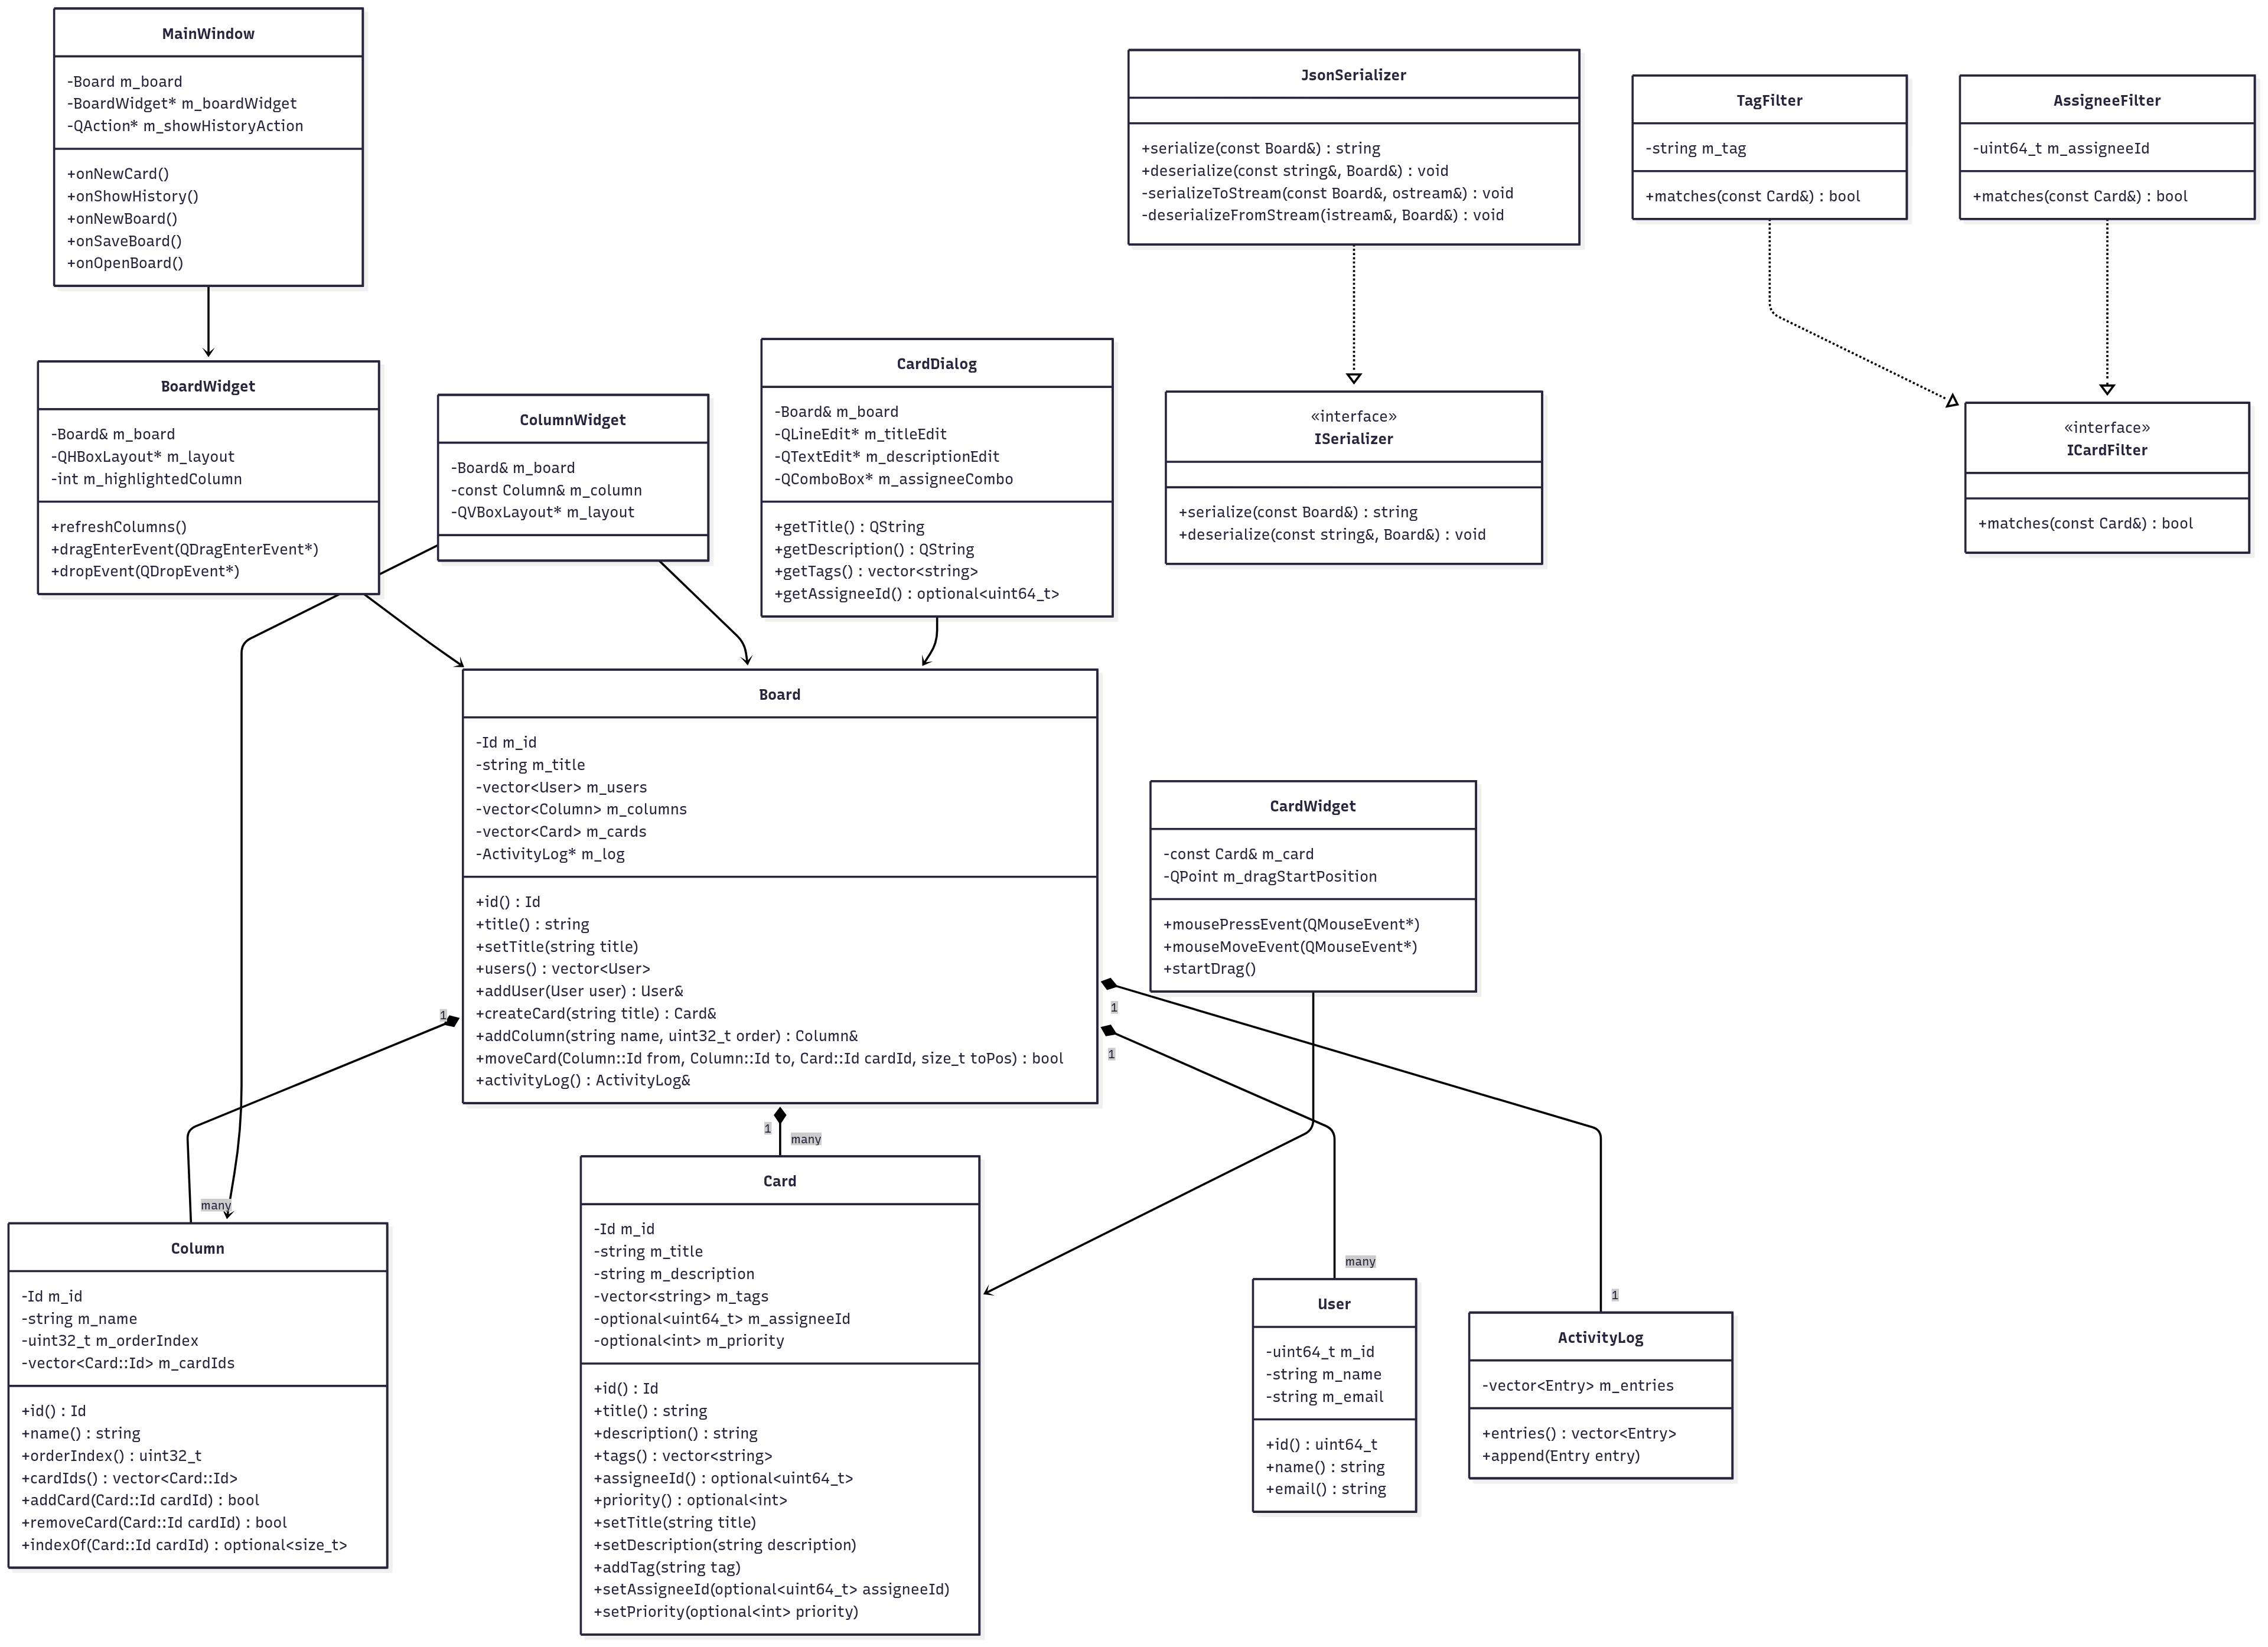 MainWindow
-Board m_board
-BoardWidget* m_boardWidget
-QAction* m_showHistoryAction
+onNewCard()
+onShowHistory()
+onNewBoard()
+onSaveBoard()
+onOpenBoard()
JsonSerializer
+serialize(const Board&) : string
+deserialize(const string&, Board&) : void
-serializeToStream(const Board&, ostream&) : void
-deserializeFromStream(istream&, Board&) : void
TagFilter
-string m_tag
+matches(const Card&) : bool
AssigneeFilter
-uint64_t m_assigneeId
+matches(const Card&) : bool
BoardWidget
-Board& m_board
-QHBoxLayout* m_layout
-int m_highlightedColumn
+refreshColumns()
+dragEnterEvent(QDragEnterEvent*)
+dropEvent(QDropEvent*)
ColumnWidget
-Board& m_board
-const Column& m_column
-QVBoxLayout* m_layout
CardDialog
-Board& m_board
-QLineEdit* m_titleEdit
-QTextEdit* m_descriptionEdit
-QComboBox* m_assigneeCombo
+getTitle() : QString
+getDescription() : QString
+getTags() : vector<string>
+getAssigneeId() : optional<uint64_t>
«interface»
ISerializer
+serialize(const Board&) : string
+deserialize(const string&, Board&) : void
«interface»
ICardFilter
+matches(const Card&) : bool
Board
-Id m_id
-string m_title
-vector<User> m_users
-vector<Column> m_columns
-vector<Card> m_cards
-ActivityLog* m_log
+id() : Id
+title() : string
+setTitle(string title)
+users() : vector<User>
+addUser(User user) : User&
+createCard(string title) : Card&
+addColumn(string name, uint32_t order) : Column&
+moveCard(Column::Id from, Column::Id to, Card::Id cardId, size_t toPos) : bool
+activityLog() : ActivityLog&
CardWidget
-const Card& m_card
-QPoint m_dragStartPosition
+mousePressEvent(QMouseEvent*)
+mouseMoveEvent(QMouseEvent*)
+startDrag()
1
1
1
1
many
many
many
1
Column
-Id m_id
-string m_name
-uint32_t m_orderIndex
-vector<Card::Id> m_cardIds
+id() : Id
+name() : string
+orderIndex() : uint32_t
+cardIds() : vector<Card::Id>
+addCard(Card::Id cardId) : bool
+removeCard(Card::Id cardId) : bool
+indexOf(Card::Id cardId) : optional<size_t>
Card
-Id m_id
-string m_title
-string m_description
-vector<string> m_tags
-optional<uint64_t> m_assigneeId
-optional<int> m_priority
+id() : Id
+title() : string
+description() : string
+tags() : vector<string>
+assigneeId() : optional<uint64_t>
+priority() : optional<int>
+setTitle(string title)
+setDescription(string description)
+addTag(string tag)
+setAssigneeId(optional<uint64_t> assigneeId)
+setPriority(optional<int> priority)
User
-uint64_t m_id
-string m_name
-string m_email
+id() : uint64_t
+name() : string
+email() : string
ActivityLog
-vector<Entry> m_entries
+entries() : vector<Entry>
+append(Entry entry)